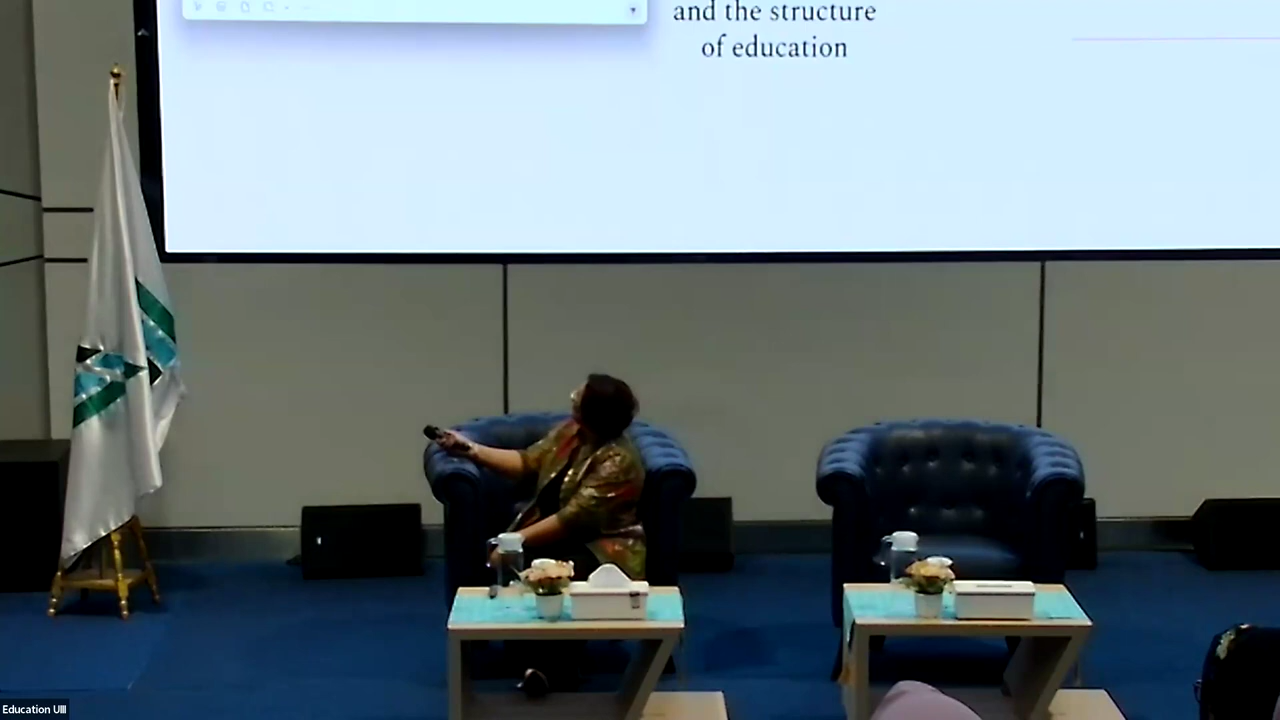 and the structure
of education
Education UIII